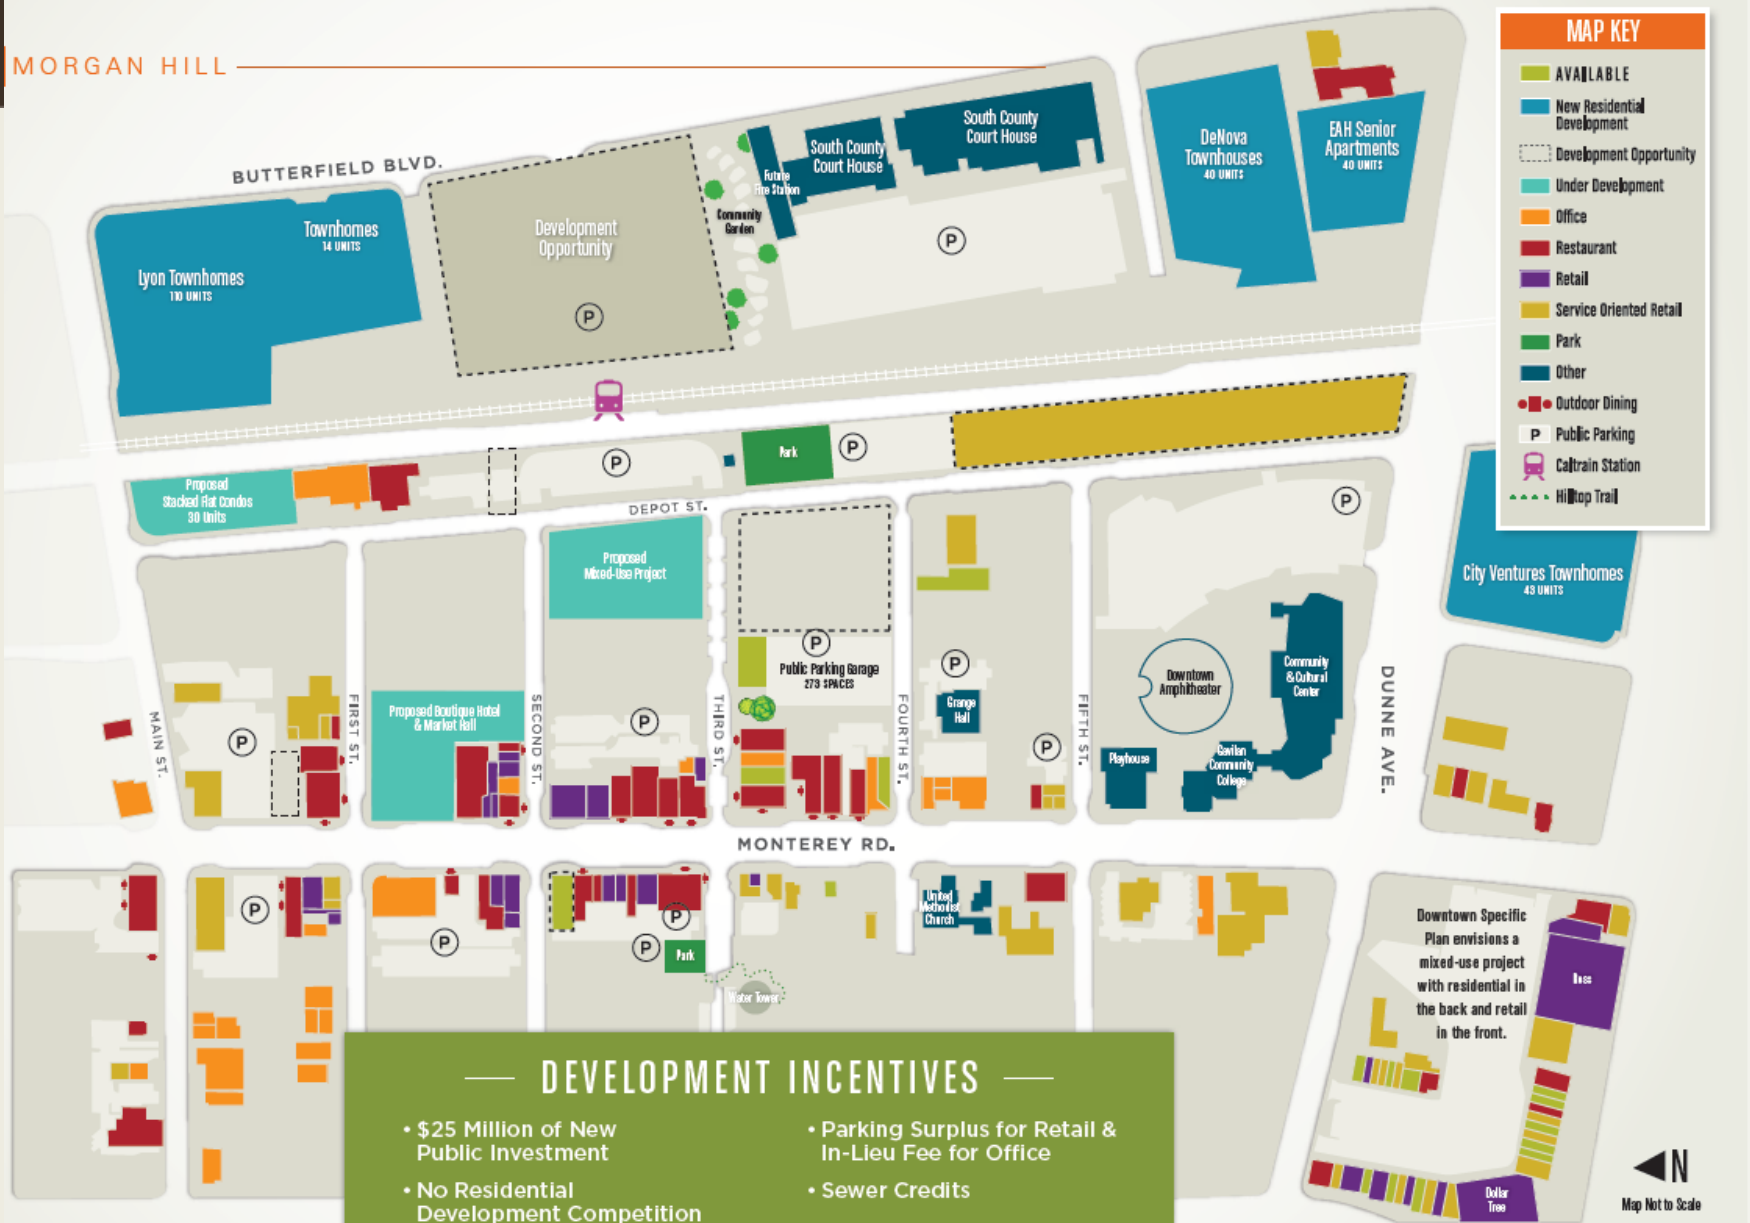 MORGAN HILL
BUTTERFIELD BLVD.
MAP KEY
AVAILABLE
New Residential
Development
Development Opportunity
Under Development
Office
Restaurant
Retail
Service Oriented Retail
Park
Other
Outdoor Dining
P Public Parking
Caltrain Station
Hilltop Trail
South County
Court House
South County
Court House
Future
Fire Station
Community
Garden
P
DeNova
Townhouses
40 UNITS
EAH Senior
Apartments
40 UNITS
Townhomes
14 UNITS
Lyon Townhomes
110 UNITS
Development
Opportunity
P
Proposed
Stacked Flat Condos
30 Units
P
Park
P
DEPOT ST.
P
City Ventures Townhomes
43 UNITS
Proposed
Mixed-Use Project
P
Public Parking Garage
273 SPACES
P
Grange
Hall
Downtown
Amphitheater
Community
& Cultural
Center
Proposed Boutique Hotel
& Market Hall
P
P
P
Playhouse
Gavilan
Community
College
MAIN ST.
FIRST ST.
SECOND ST.
THIRD ST.
FOURTH ST.
FIFTH ST.
DUNNE AVE.
MONTEREY RD.
P
P
P
P
Park
Water Tower
United
Methodist
Church
Downtown Specific
Plan envisions a
mixed-use project
with residential in
the back and retail
in the front.
Ross
Dollar
Tree
N
Map Not to Scale
DEVELOPMENT INCENTIVES
• $25 Million of New
Public Investment
• No Residential
Development Competition
• Parking Surplus for Retail &
In-Lieu Fee for Office
• Sewer Credits